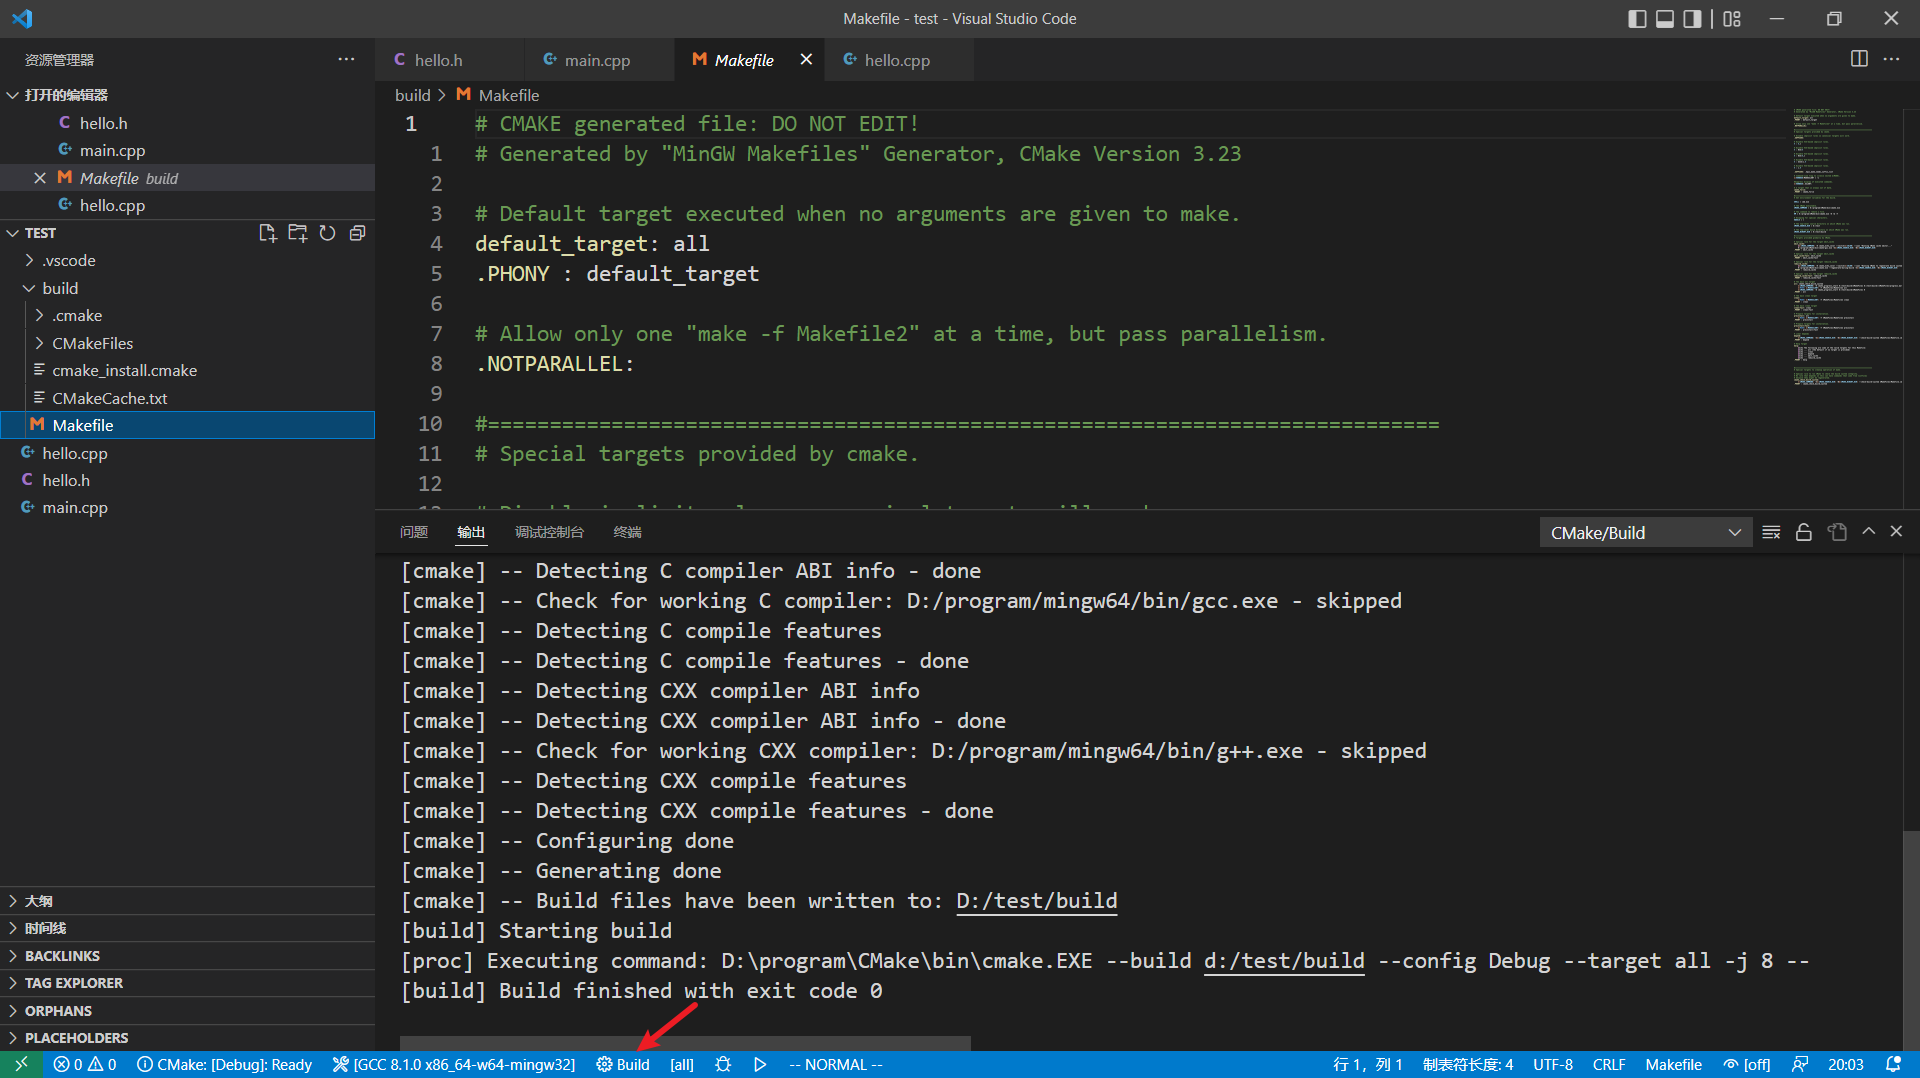 Makefile - test - Visual Studio Code
资源管理器
打开的编辑器
hello.h
main.cpp
Makefile build
hello.cpp
TEST
.vscode
build
.cmake
CMakeFiles
cmake_install.cmake
CMakeCache.txt
Makefile
hello.cpp
hello.h
main.cpp
大纲
时间线
BACKLINKS
TAG EXPLORER
ORPHANS
PLACEHOLDERS
hello.h main.cpp Makefile hello.cpp
build > Makefile
1 # CMAKE generated file: DO NOT EDIT!
1 # Generated by "MinGW Makefiles" Generator, CMake Version 3.23
2
3 # Default target executed when no arguments are given to make.
4 default_target: all
5 .PHONY : default_target
6
7 # Allow only one "make -f Makefile2" at a time, but pass parallelism.
8 .NOTPARALLEL:
9
10 #=============================================================================
11 # Special targets provided by cmake.
12
问题 输出 调试控制台 终端 CMake/Build
[cmake] -- Detecting C compiler ABI info - done
[cmake] -- Check for working C compiler: D:/program/mingw64/bin/gcc.exe - skipped
[cmake] -- Detecting C compile features
[cmake] -- Detecting C compile features - done
[cmake] -- Detecting CXX compiler ABI info
[cmake] -- Detecting CXX compiler ABI info - done
[cmake] -- Check for working CXX compiler: D:/program/mingw64/bin/g++.exe - skipped
[cmake] -- Detecting CXX compile features
[cmake] -- Detecting CXX compile features - done
[cmake] -- Configuring done
[cmake] -- Generating done
[cmake] -- Build files have been written to: D:/test/build
[build] Starting build
[proc] Executing command: D:\program\CMake\bin\cmake.EXE --build d:/test/build --config Debug --target all -j 8 --
[build] Build finished with exit code 0
0 0 CMake: [Debug]: Ready [GCC 8.1.0 x86_64-w64-mingw32] Build [all] -- NORMAL -- 行 1，列 1 制表符长度: 4 UTF-8 CRLF Makefile [off] 20:03